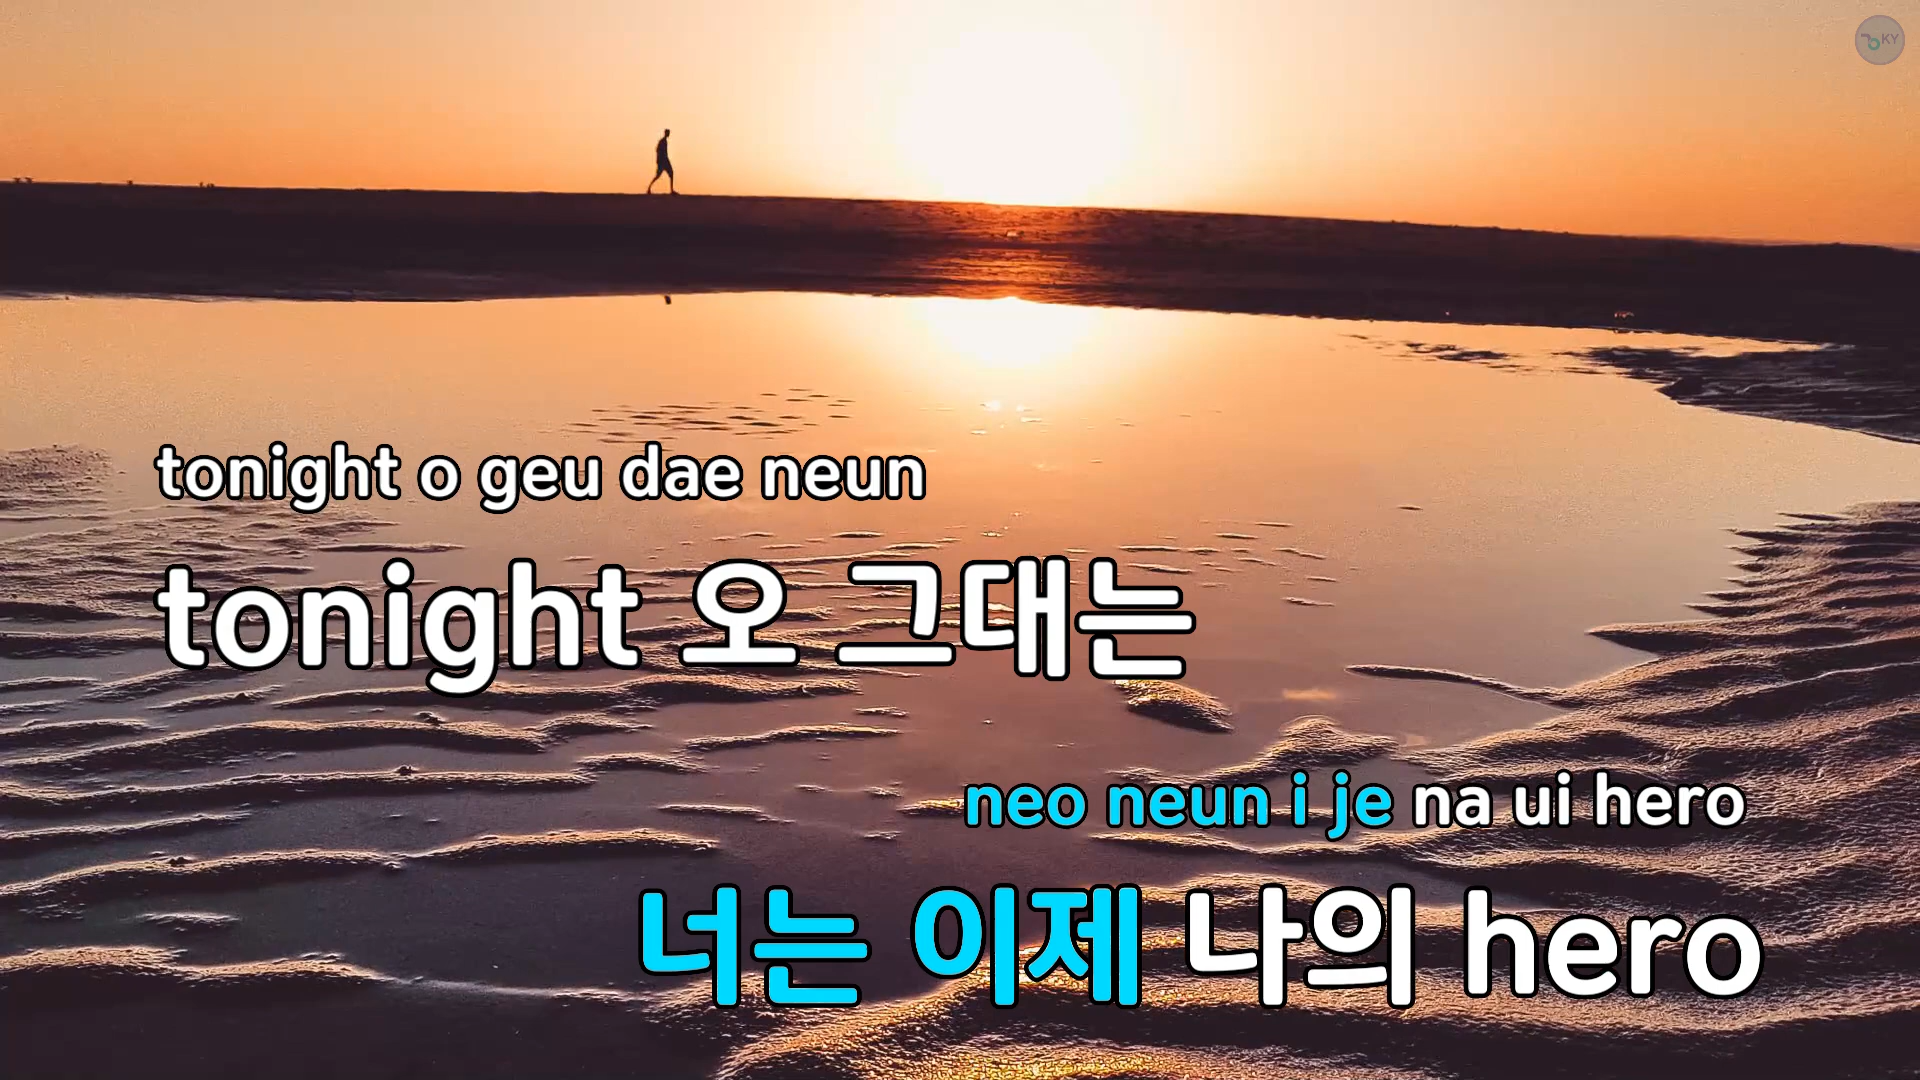 KY
tonight o geu dae neun
tonight 오 그대는
neo neun i je na ui hero
너는 이제 나의 hero